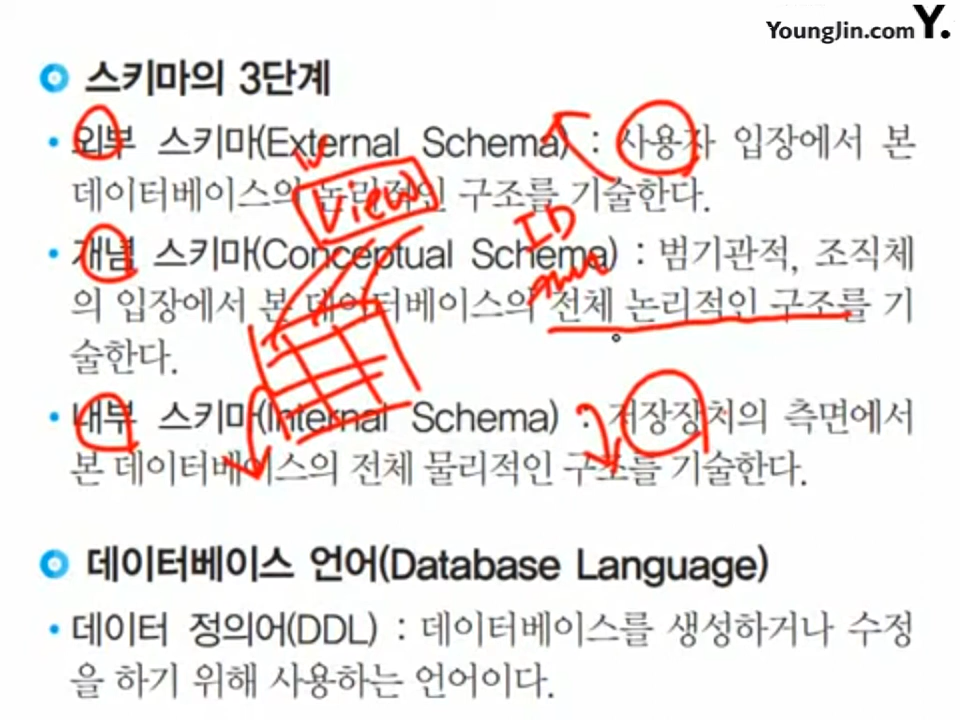 YoungJin.com Y.
스키마의 3단계
• 외부 스키마(External Schema) : 사용자 입장에서 본
데이터베이스의 논리적인 구조를 기술한다.
View
ID
• 개념 스키마(Conceptual Schema) : 범기관적, 조직체
의 입장에서 본 데이터베이스의 전체 논리적인 구조를 기
술한다.
• 내부 스키마(Internal Schema) : 저장장치의 측면에서
본 데이터베이스의 전체 물리적인 구조를 기술한다.
데이터베이스 언어(Database Language)
• 데이터 정의어(DDL) : 데이터베이스를 생성하거나 수정
을 하기 위해 사용하는 언어이다.